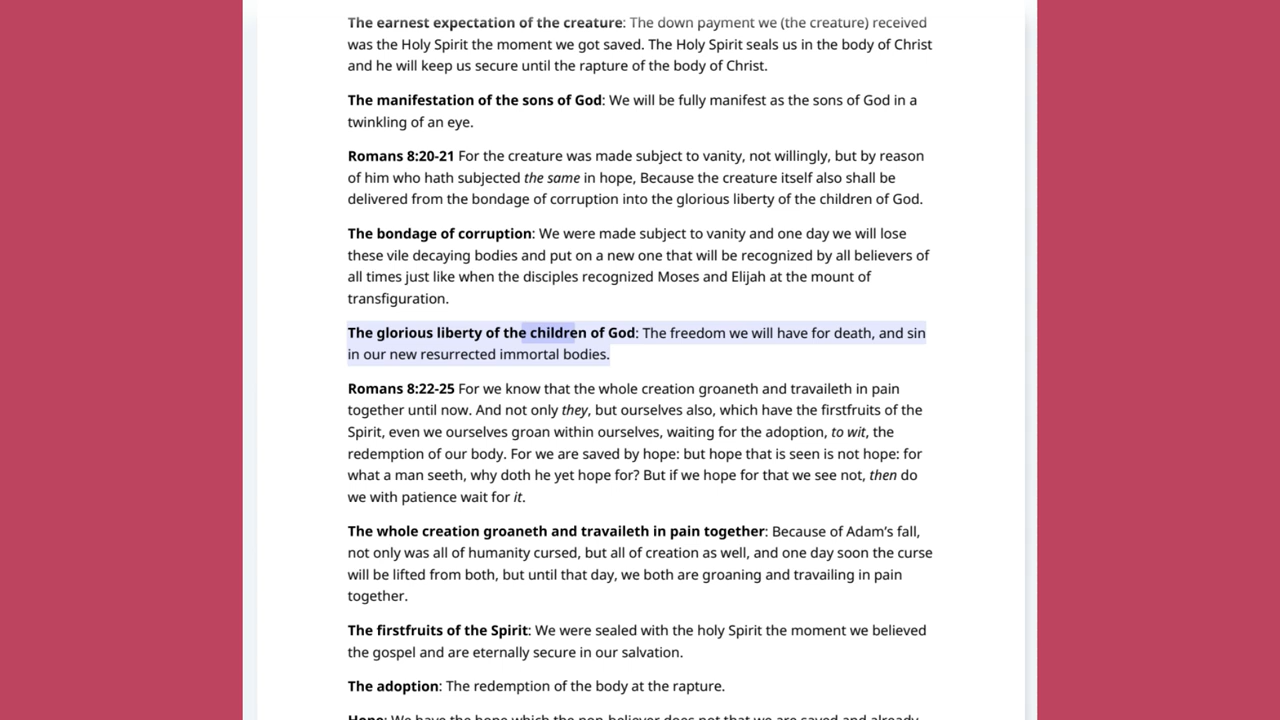 The earnest expectation of the creature: The down payment we (the creature) received
was the Holy Spirit the moment we got saved. The Holy Spirit seals us in the body of Christ
and he will keep us secure until the rapture of the body of Christ.
The manifestation of the sons of God: We will be fully manifest as the sons of God in a
twinkling of an eye.
Romans 8:20-21 For the creature was made subject to vanity, not willingly, but by reason
of him who hath subjected the same in hope, Because the creature itself also shall be
delivered from the bondage of corruption into the glorious liberty of the children of God.
The bondage of corruption: We were made subject to vanity and one day we will lose
these vile decaying bodies and put on a new one that will be recognized by all believers of
all times just like when the disciples recognized Moses and Elijah at the mount of
transfiguration.
The glorious liberty of the children of God: The freedom we will have for death, and sin
in our new resurrected immortal bodies.
Romans 8:22-25 For we know that the whole creation groaneth and travaileth in pain
together until now. And not only they, but ourselves also, which have the firstfruits of the
Spirit, even we ourselves groan within ourselves, waiting for the adoption, to wit, the
redemption of our body. For we are saved by hope: but hope that is seen is not hope: for
what a man seeth, why doth he yet hope for? But if we hope for that we see not, then do
we with patience wait for it.
The whole creation groaneth and travaileth in pain together: Because of Adam’s fall,
not only was all of humanity cursed, but all of creation as well, and one day soon the curse
will be lifted from both, but until that day, we both are groaning and travailing in pain
together.
The firstfruits of the Spirit: We were sealed with the holy Spirit the moment we believed
the gospel and are eternally secure in our salvation.
The adoption: The redemption of the body at the rapture.
Hope: We have the hope which the non-believer does not that we are saved and already